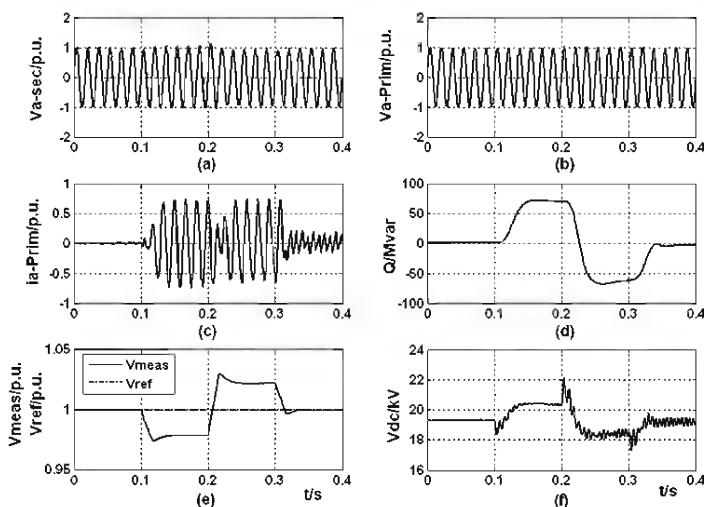 Va-sec/p.u.
2
1
0
-1
-2
0 0.1 0.2 0.3 0.4
(a)
Va-Prim/p.u.
2
1
0
-1
-2
0 0.1 0.2 0.3 0.4
(b)
ia-Prim/p.u.
1
0.5
0
-0.5
-1
0 0.1 0.2 0.3 0.4
(c)
Q/Mvar
100
50
0
-50
-100
0 0.1 0.2 0.3 0.4
(d)
Vmeas/p.u.
Vref/p.u.
1.05
1
0.95
Vmeas
Vref
0 0.1 0.2 0.3 0.4
t/s
(e)
Vdc/kV
24
22
20
19
18
16
0 0.1 0.2 0.3 0.4
t/s
(f)